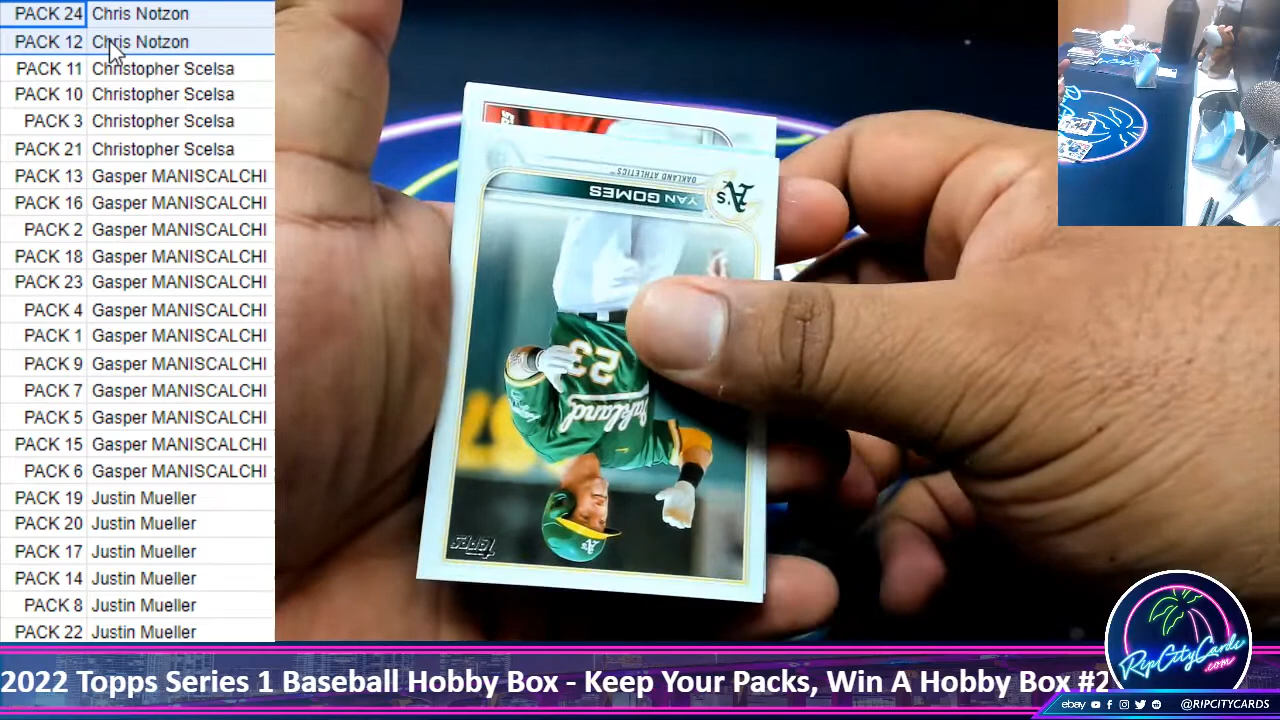 PACK 24 Chris Notzon
PACK 12 Chris Notzon
PACK 11 Christopher Scelsa
PACK 10 Christopher Scelsa
PACK 3 Christopher Scelsa
PACK 21 Christopher Scelsa
PACK 13 Gasper MANISCALCHI
PACK 16 Gasper MANISCALCHI
PACK 2 Gasper MANISCALCHI
PACK 18 Gasper MANISCALCHI
PACK 23 Gasper MANISCALCHI
PACK 4 Gasper MANISCALCHI
PACK 1 Gasper MANISCALCHI
PACK 9 Gasper MANISCALCHI
PACK 7 Gasper MANISCALCHI
PACK 5 Gasper MANISCALCHI
PACK 15 Gasper MANISCALCHI
PACK 6 Gasper MANISCALCHI
PACK 19 Justin Mueller
PACK 20 Justin Mueller
PACK 17 Justin Mueller
PACK 14 Justin Mueller
PACK 8 Justin Mueller
PACK 22 Justin Mueller
OAKLAND ATHLETICS™
YAN GOMES
A's
23
Oakland
A's
topps
RipCityCards
.com
2022 Topps Series 1 Baseball Hobby Box - Keep Your Packs, Win A Hobby Box #2
ebay @RIPCITYCARDS